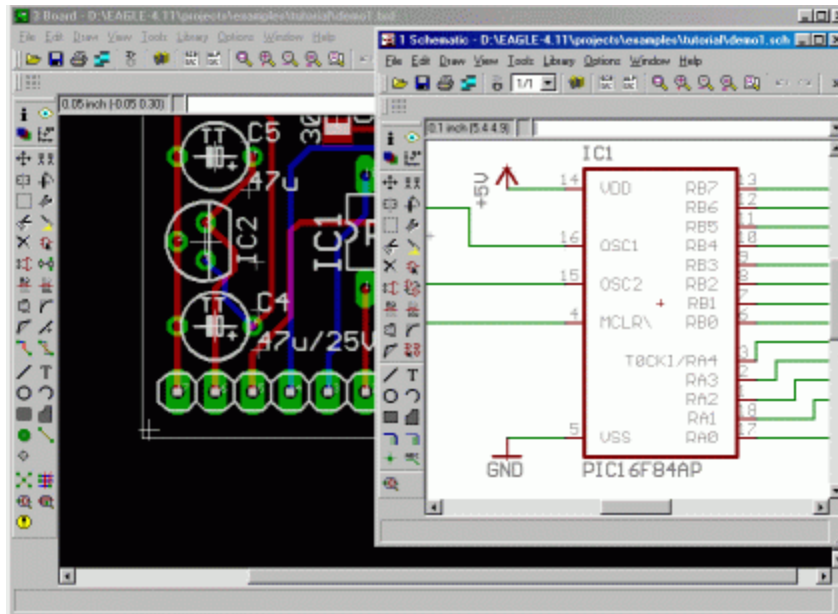 3 Board - D:\EAGLE-4.11\projects\examples\tutorial\demo1.brd
File Edit Draw View Tools Library Options Window Help
0.05 inch (-0.05 0.30)
C5
47u
IC2
IC1
C4
47u/25V
1 Schematic - D:\EAGLE-4.11\projects\examples\tutorial\demo1.sch
File Edit Draw View Tools Library Options Window Help
1/1
0.1 inch (5.4 4.9)
IC1
+5V
14 VDD RB7 13
RB6 12
RB5 11
16 OSC1 RB4 10
RB3 9
15 OSC2 RB2 8
RB1 7
4 MCLR\ RB0 6
T0CKI/RA4 3
RA3 2
RA2 1
RA1 18
5 VSS RA0 17
GND
PIC16F84AP